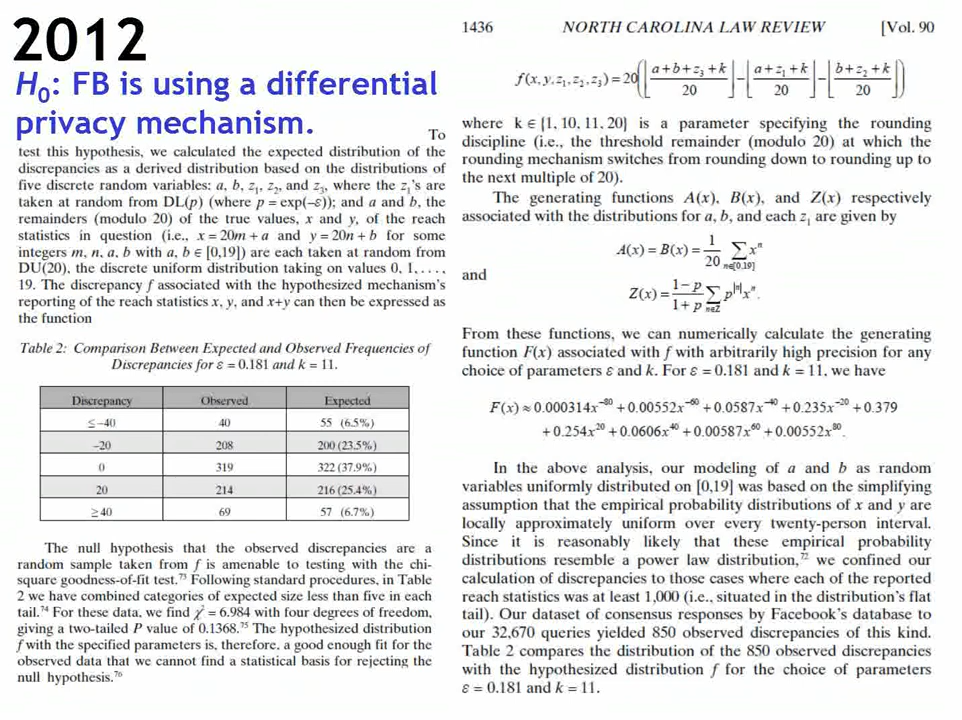 2012
H₀: FB is using a differential
privacy mechanism.
To
test this hypothesis, we calculated the expected distribution of the
discrepancies as a derived distribution based on the distributions of
five discrete random variables: a, b, z₁, z₂, and z₃, where the z₁'s are
taken at random from DL(p) (where p = exp(−ε)); and a and b, the
remainders (modulo 20) of the true values, x and y, of the reach
statistics in question (i.e., x = 20m + a and y = 20n + b for some
integers m, n, a, b with a, b ∈ [0,19]) are each taken at random from
DU(20), the discrete uniform distribution taking on values 0, 1, . . . ,
19. The discrepancy f associated with the hypothesized mechanism's
reporting of the reach statistics x, y, and x+y can then be expressed as
the function
Table 2: Comparison Between Expected and Observed Frequencies of
Discrepancies for ε = 0.181 and k = 11.
Discrepancy Observed Expected
≤ −40 40 55 (6.5%)
−20 208 200 (23.5%)
0 319 322 (37.9%)
20 214 216 (25.4%)
≥ 40 69 57 (6.7%)
The null hypothesis that the observed discrepancies are a
random sample taken from f is amenable to testing with the chi-
square goodness-of-fit test.⁷³ Following standard procedures, in Table
2 we have combined categories of expected size less than five in each
tail.⁷⁴ For these data, we find χ² = 6.984 with four degrees of freedom,
giving a two-tailed P value of 0.1368.⁷⁵ The hypothesized distribution
f with the specified parameters is, therefore, a good enough fit for the
observed data that we cannot find a statistical basis for rejecting the
null hypothesis.⁷⁶
1436 NORTH CAROLINA LAW REVIEW [Vol. 90
f(x,y,z₁,z₂,z₃) = 20(⌊(a+b+z₃+k)/20⌋ − ⌊(a+z₁+k)/20⌋ − ⌊(b+z₂+k)/20⌋)
where k ∈ {1, 10, 11, 20} is a parameter specifying the rounding
discipline (i.e., the threshold remainder (modulo 20) at which the
rounding mechanism switches from rounding down to rounding up to
the next multiple of 20).
The generating functions A(x), B(x), and Z(x) respectively
associated with the distributions for a, b, and each z₁ are given by
A(x) = B(x) = 1/20 ∑ n∈[0,19] xⁿ
and
Z(x) = (1−p)/(1+p) ∑ n∈Z p^|n| xⁿ.
From these functions, we can numerically calculate the generating
function F(x) associated with f with arbitrarily high precision for any
choice of parameters ε and k. For ε = 0.181 and k = 11, we have
F(x) ≈ 0.000314x⁻⁸⁰ + 0.00552x⁻⁶⁰ + 0.0587x⁻⁴⁰ + 0.235x⁻²⁰ + 0.379
+ 0.254x²⁰ + 0.0606x⁴⁰ + 0.00587x⁶⁰ + 0.00552x⁸⁰.
In the above analysis, our modeling of a and b as random
variables uniformly distributed on [0,19] was based on the simplifying
assumption that the empirical probability distributions of x and y are
locally approximately uniform over every twenty-person interval.
Since it is reasonably likely that these empirical probability
distributions resemble a power law distribution,⁷² we confined our
calculation of discrepancies to those cases where each of the reported
reach statistics was at least 1,000 (i.e., situated in the distribution's flat
tail). Our dataset of consensus responses by Facebook's database to
our 32,670 queries yielded 850 observed discrepancies of this kind.
Table 2 compares the distribution of the 850 observed discrepancies
with the hypothesized distribution f for the choice of parameters
ε = 0.181 and k = 11.